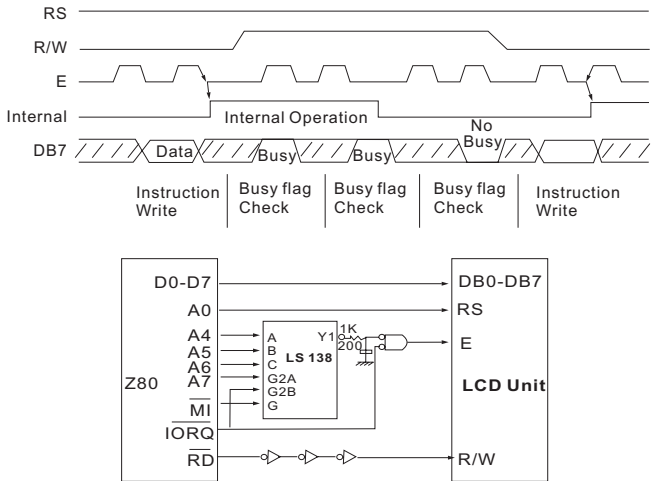 RS
R/W
E
Internal Internal Operation
DB7 Data Busy Busy No Busy
Instruction Write Busy flag Check Busy flag Check Busy flag Check Instruction Write
D0-D7 DB0-DB7
A0 RS
A4 A Y1 1K
A5 B LS 138 200 E
A6 C
A7 G2A LCD Unit
Z80 G2B
MI G
IORQ
RD R/W